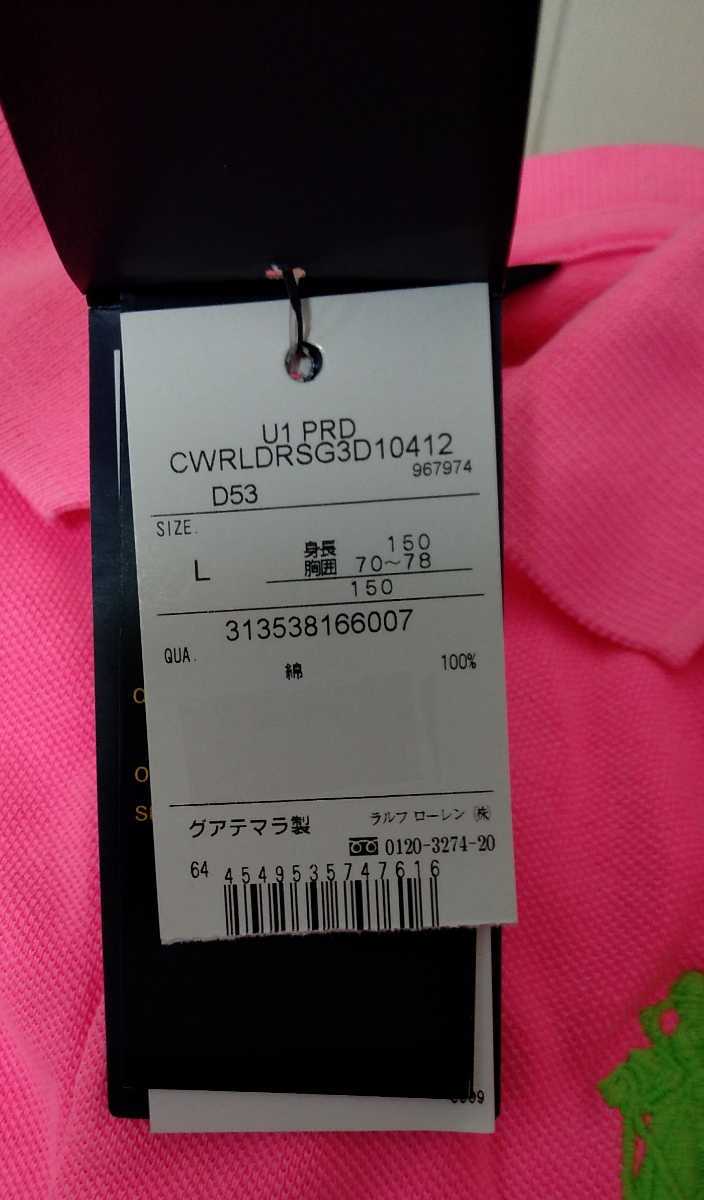 U1 PRD
CWRLDRSG3D10412
967974
D53
SIZE.
L
身長 150
胸囲 70～78
150
313538166007
QUA.
綿 100%
グアテマラ製
ラルフ ローレン ㈱
0120-3274-20
64
4549535747616